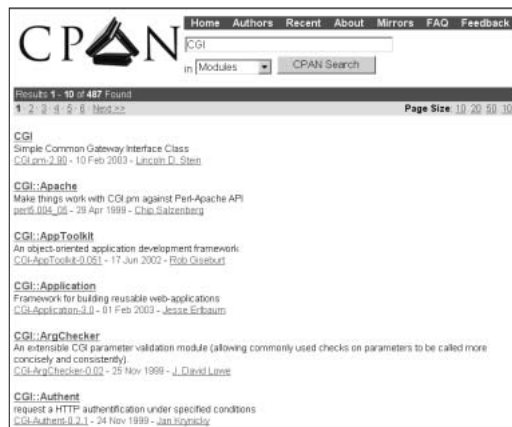 CPAN
Home Authors Recent About Mirrors FAQ Feedback
CGI
in Modules CPAN Search
Results 1 - 10 of 487 Found
1 · 2 · 3 · 4 · 5 · 6 · Next >> Page Size: 10 20 50 10
CGI
Simple Common Gateway Interface Class
CGI.pm-2.90 - 10 Feb 2003 - Lincoln D. Stein
CGI::Apache
Make things work with CGI.pm against Perl-Apache API
perl5.004_05 - 29 Apr 1999 - Chip Salzenberg
CGI::AppToolkit
An object-oriented application development framework
CGI-AppToolkit-0.051 - 17 Jun 2002 - Rob Giseburt
CGI::Application
Framework for building reusable web-applications
CGI-Application-3.0 - 01 Feb 2003 - Jesse Erlbaum
CGI::ArgChecker
An extensible CGI parameter validation module (allowing commonly used checks on parameters to be called more
concisely and consistently).
CGI-ArgChecker-0.02 - 25 Nov 1999 - J. David Lowe
CGI::Authent
request a HTTP authentification under specified conditions
CGI-Authent-0.2.1 - 24 Nov 1999 - Jan Krynicky